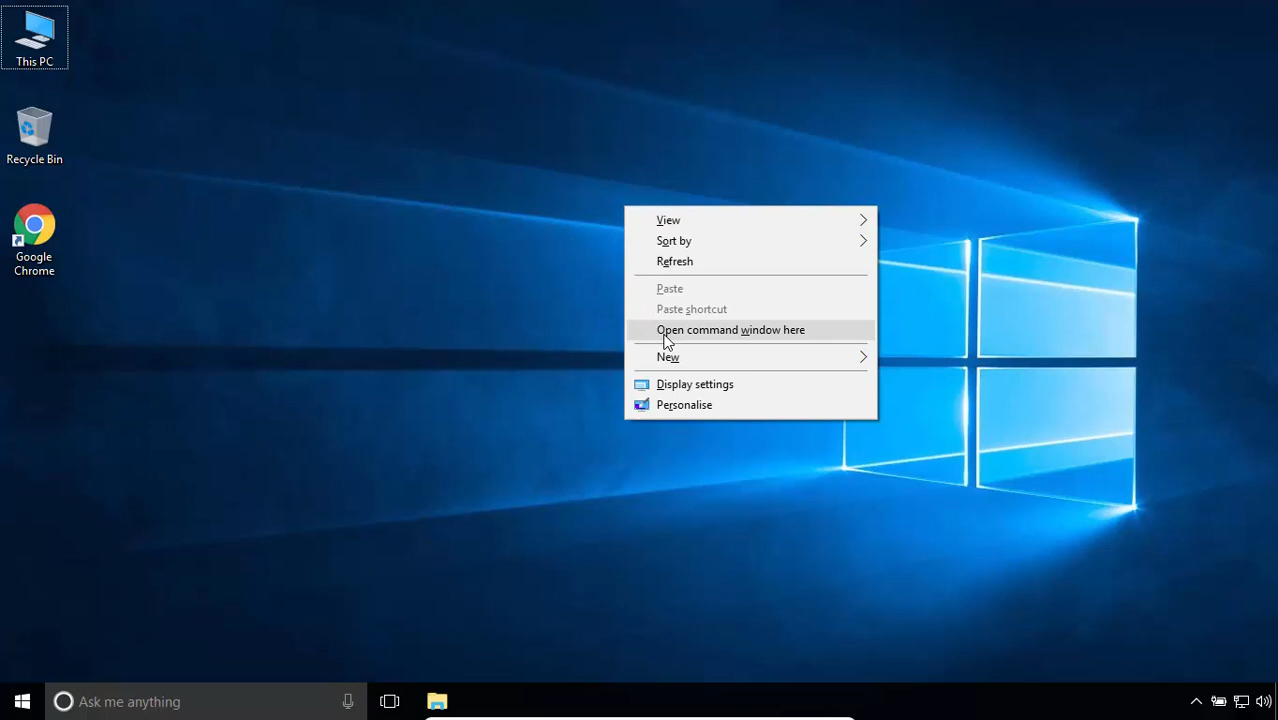 This PC
Recycle Bin
Google
Chrome
View
Sort by
Refresh
Paste
Paste shortcut
Open command window here
New
Display settings
Personalise
Ask me anything